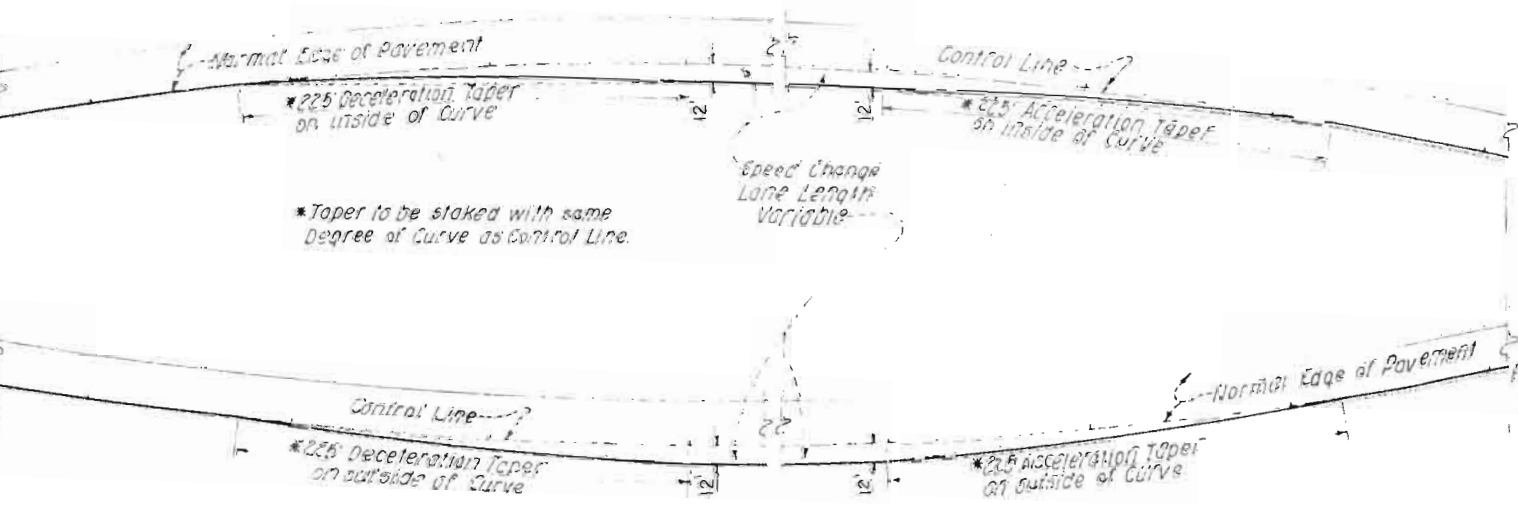 Normal Edge of Pavement
Control Line
*225' Deceleration Taper
on inside of Curve
12'
12'
*225' Acceleration Taper
on inside of Curve
Speed Change
Lane Length
Variable
*Taper to be staked with same
Degree of Curve as Control Line.
Control Line
Normal Edge of Pavement
*225' Deceleration Taper
on outside of Curve
12'
12'
*225' Acceleration Taper
on outside of Curve